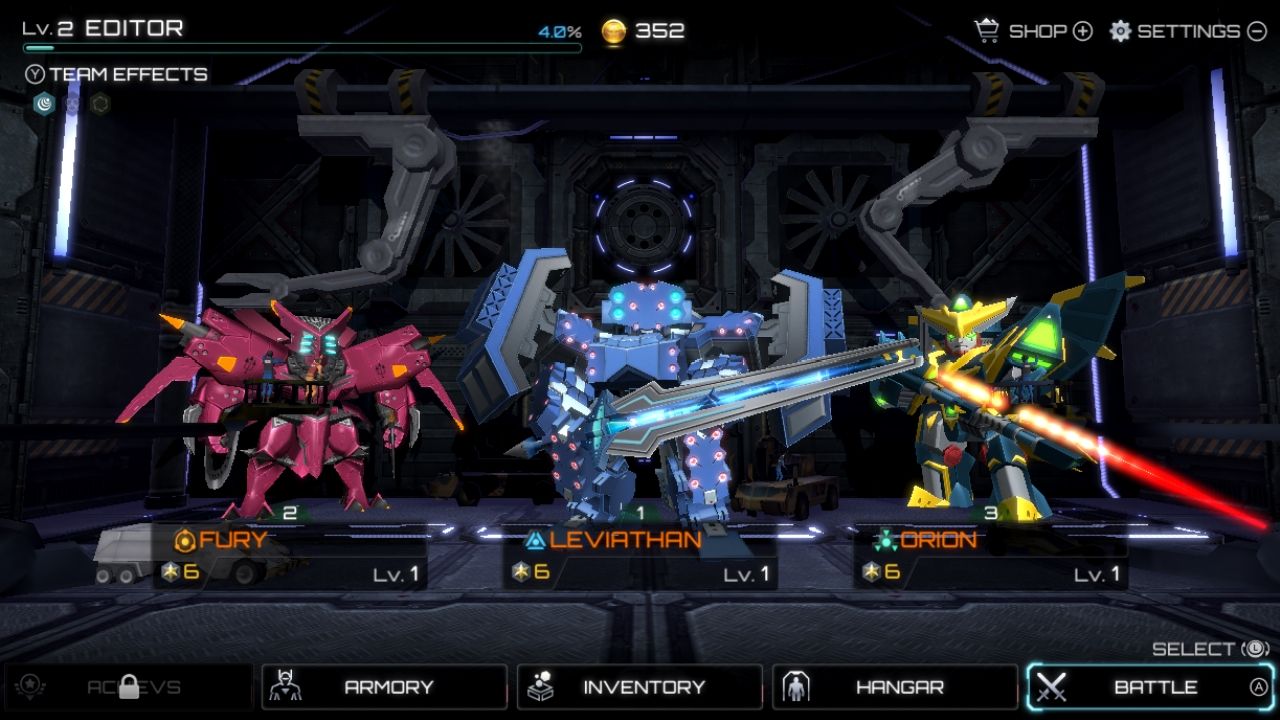 Lv. 2 EDITOR
4.0%
352
SHOP +
SETTINGS −
Y TEAM EFFECTS
2
FURY
6
Lv. 1
1
LEVIATHAN
6
Lv. 1
3
ORION
6
Lv. 1
SELECT L
ARMORY
INVENTORY
HANGAR
BATTLE A